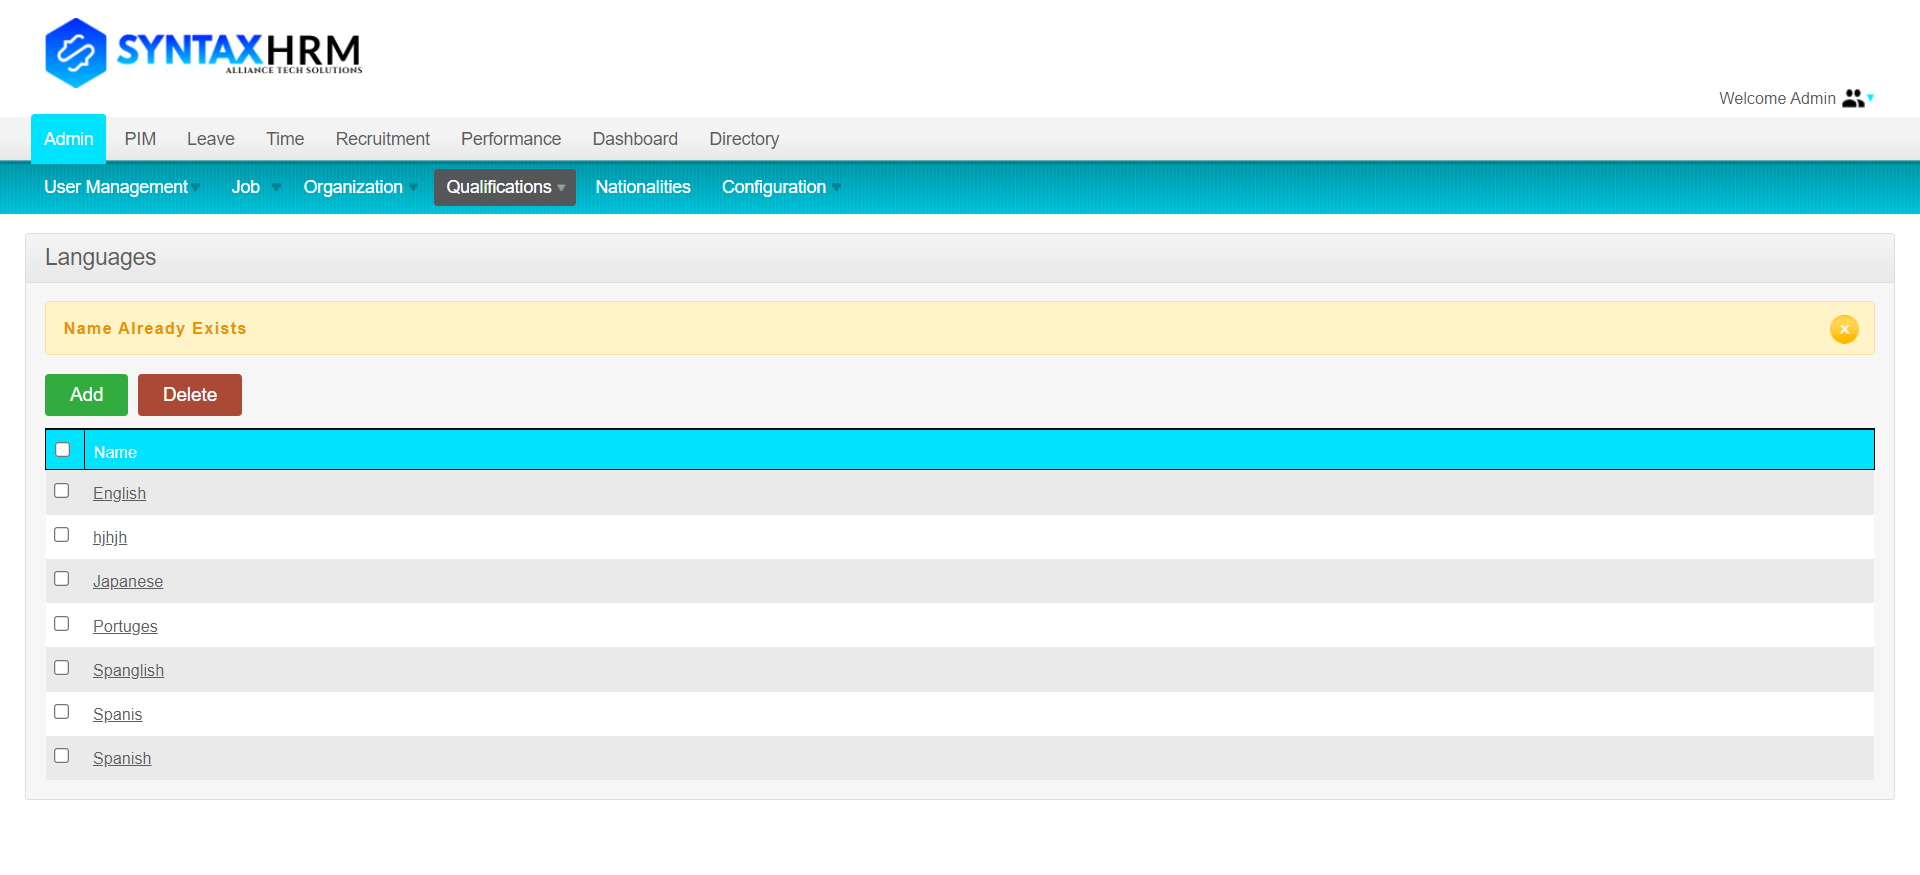 SYNTAXHRM
ALLIANCE TECH SOLUTIONS
Welcome Admin
Admin PIM Leave Time Recruitment Performance Dashboard Directory
User Management Job Organization Qualifications Nationalities Configuration
Languages
Name Already Exists
Add Delete
Name
English
hjhjh
Japanese
Portuges
Spanglish
Spanis
Spanish